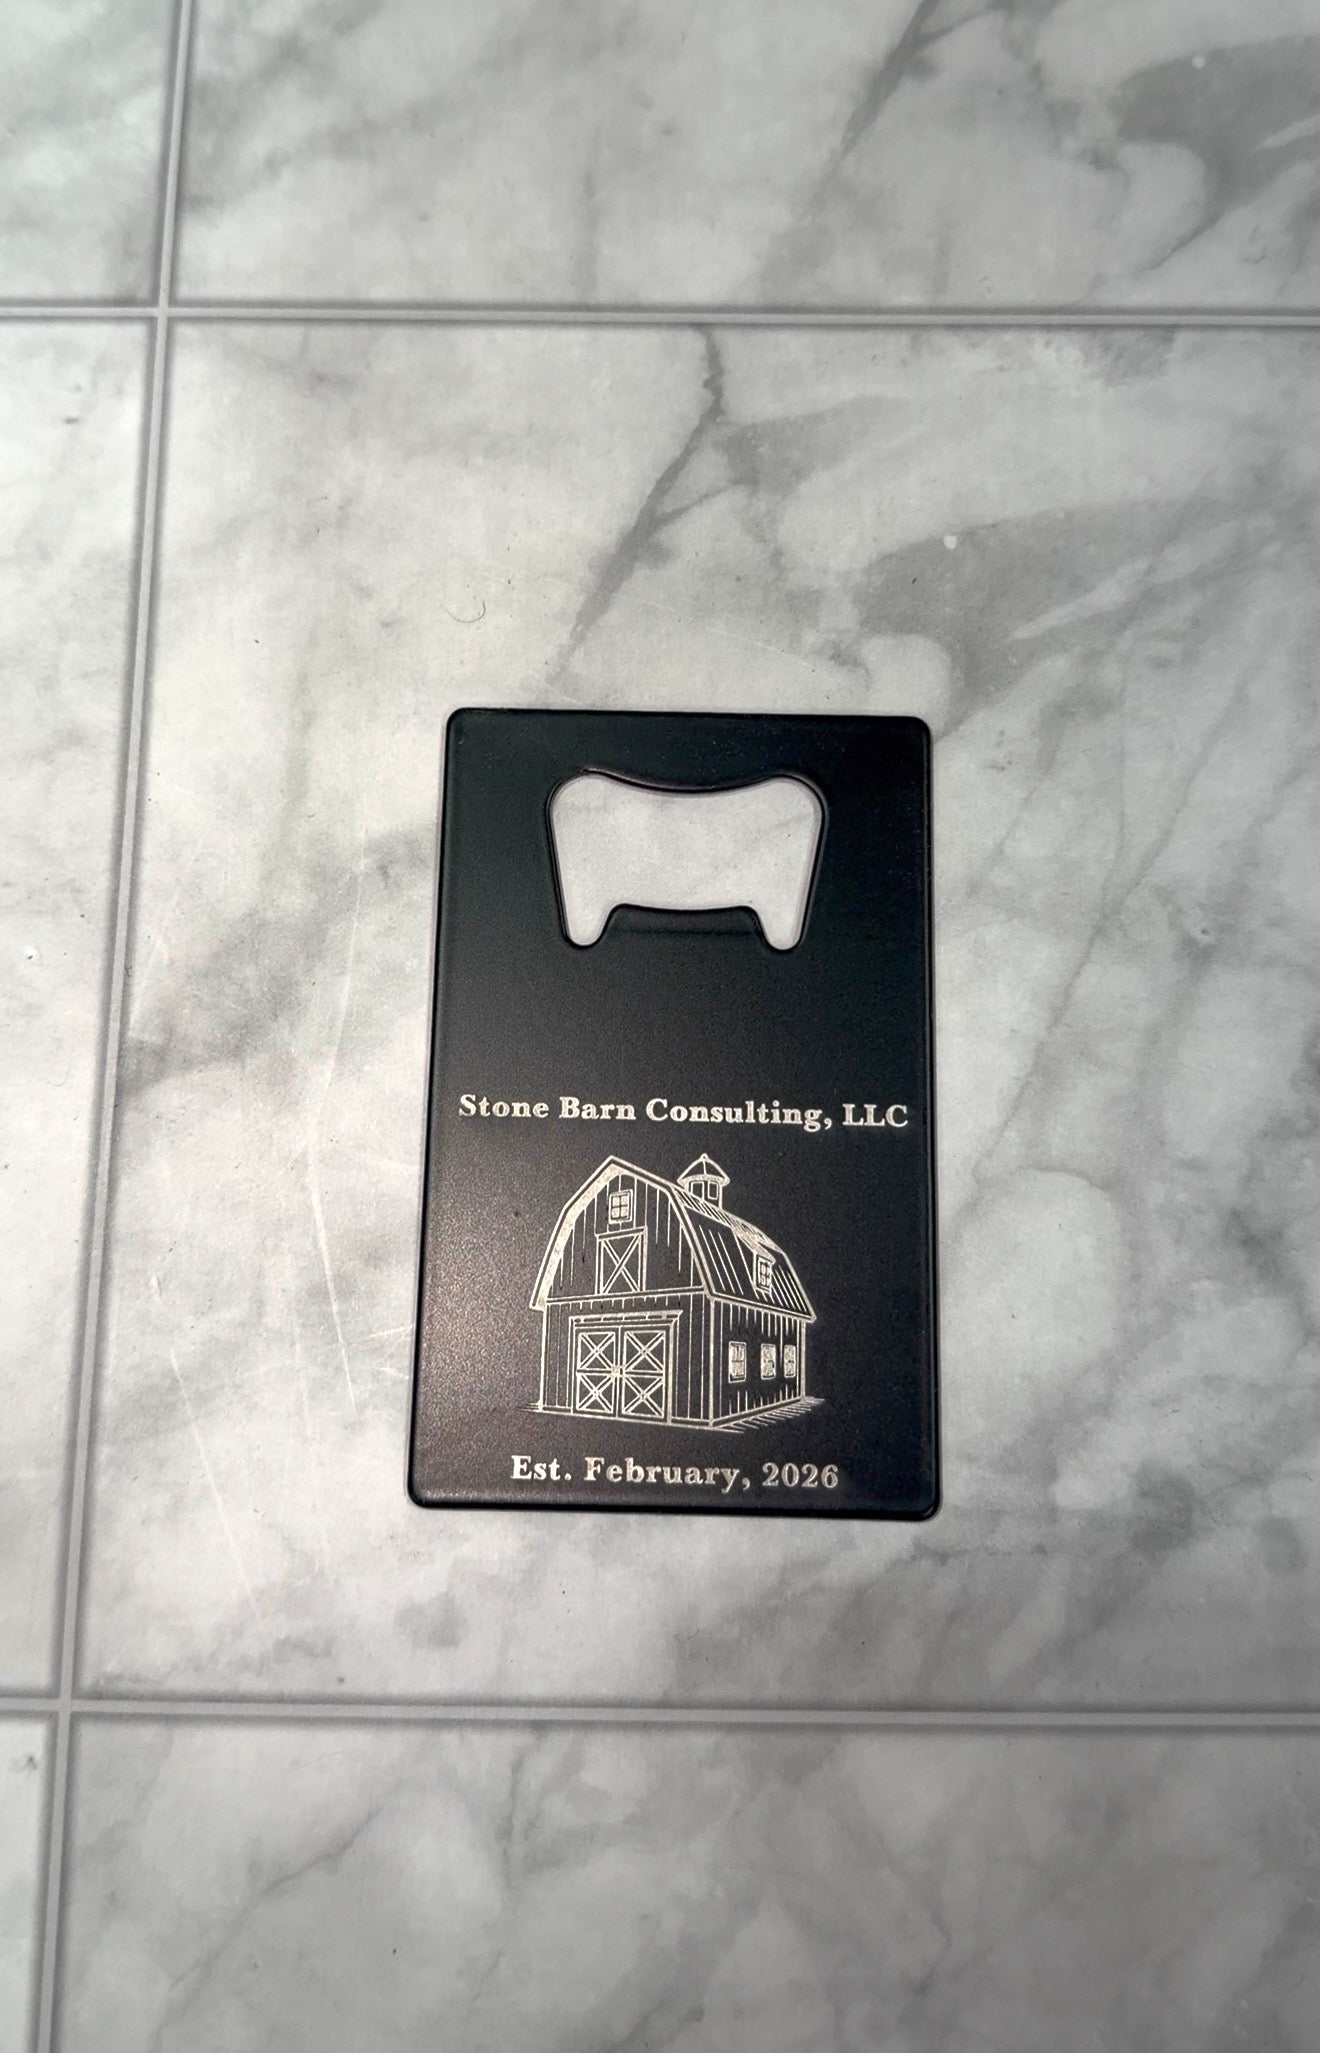 Stone Barn Consulting, LLC
Est. February, 2026